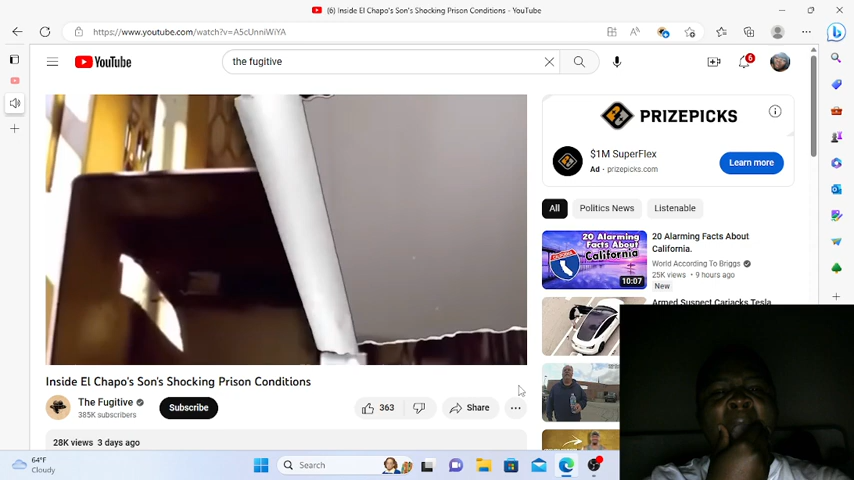 (6) Inside El Chapo's Son's Shocking Prison Conditions - YouTube
https://www.youtube.com/watch?v=A5cUnniWiYA
YouTube
the fugitive
6
PRIZEPICKS
$1M SuperFlex
Ad • prizepicks.com
Learn more
All
Politics News
Listenable
20 ALARMING
FACTS ABOUT
CALIFORNIA
10:07
20 Alarming Facts About
California.
World According To Briggs
25K views • 9 hours ago
New
Armed Suspect Carjacks Tesla
Inside El Chapo's Son's Shocking Prison Conditions
The Fugitive
385K subscribers
Subscribe
363
Share
28K views 3 days ago
64°F
Cloudy
Search